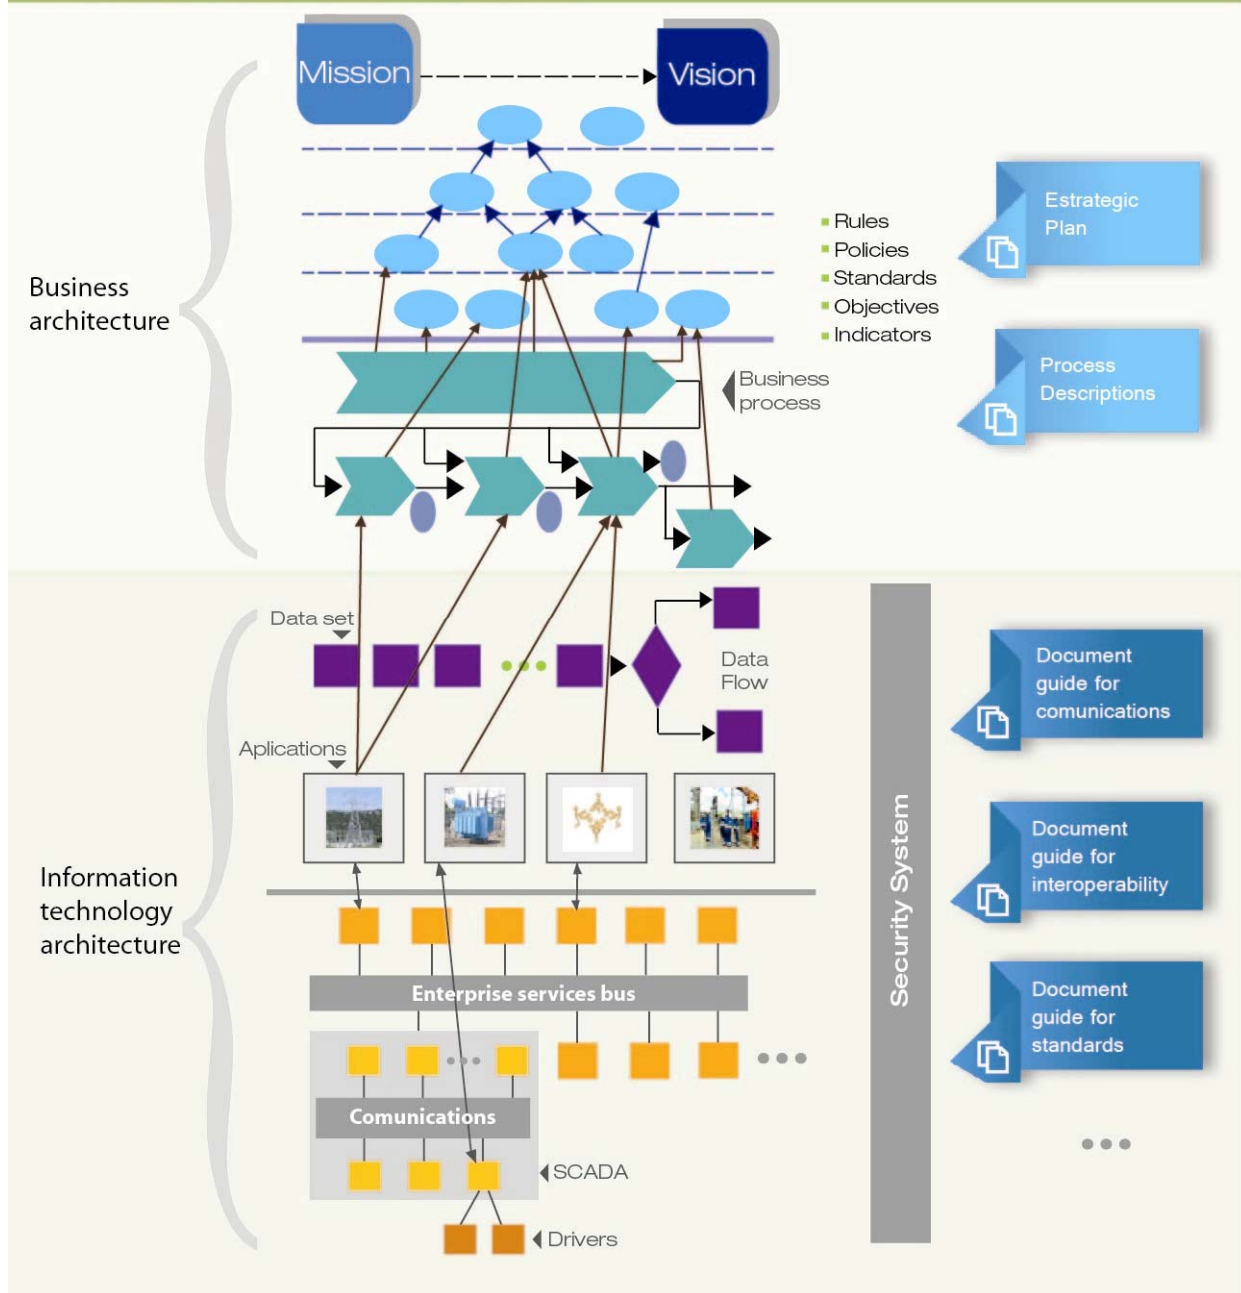 Mission
Vision
Business
architecture
Rules
Policies
Standards
Objectives
Indicators
Estrategic
Plan
Process
Descriptions
Business
process
Data set
Data
Flow
Aplications
Information
technology
architecture
Enterprise services bus
Comunications
SCADA
Drivers
Security System
Document
guide for
comunications
Document
guide for
interoperability
Document
guide for
standards